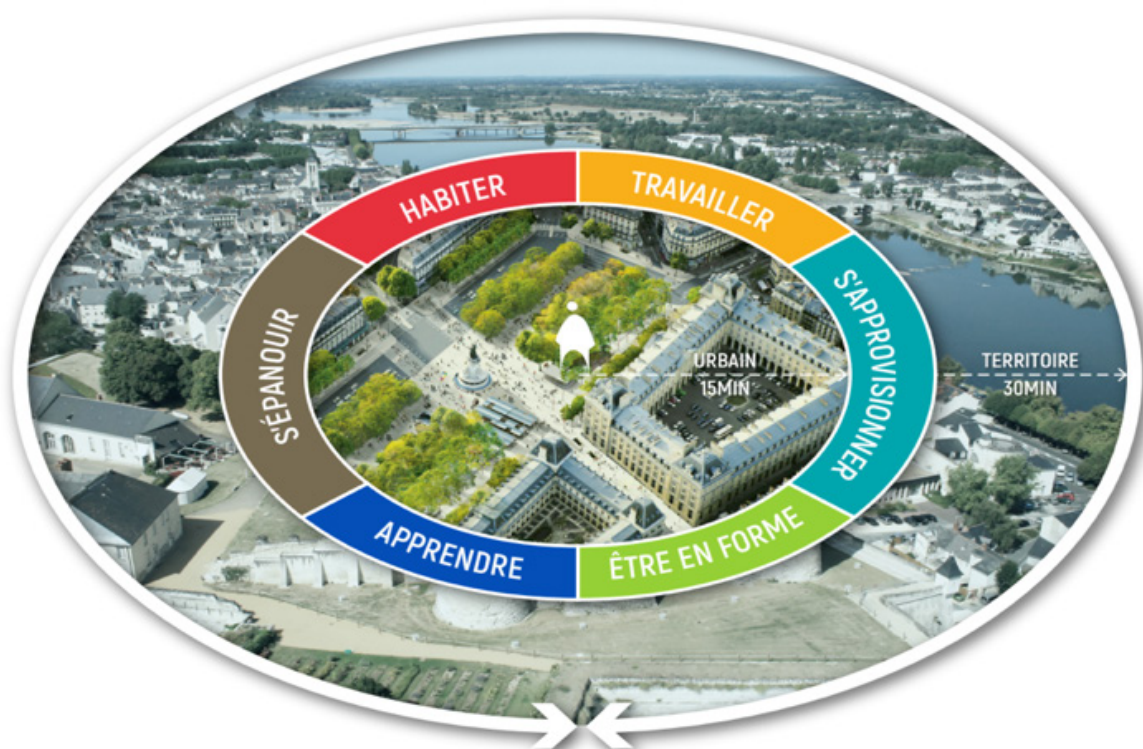 HABITER
TRAVAILLER
S'APPROVISIONNER
ÊTRE EN FORME
APPRENDRE
S'ÉPANOUIR
URBAIN
15MIN
TERRITOIRE
30MIN